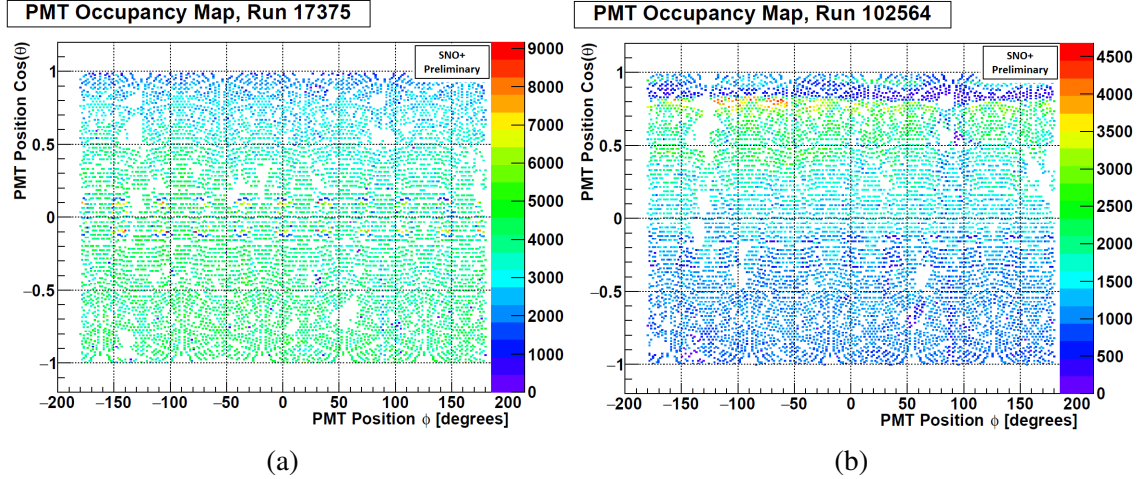 PMT Occupancy Map, Run 17375
SNO+
Preliminary
PMT Position Cos(θ)
1
0.5
0
−0.5
−1
−200 −150 −100 −50 0 50 100 150 200
PMT Position ϕ [degrees]
9000
8000
7000
6000
5000
4000
3000
2000
1000
0
(a)
PMT Occupancy Map, Run 102564
SNO+
Preliminary
PMT Position Cos(θ)
1
0.5
0
−0.5
−1
−200 −150 −100 −50 0 50 100 150 200
PMT Position ϕ [degrees]
4500
4000
3500
3000
2500
2000
1500
1000
500
0
(b)